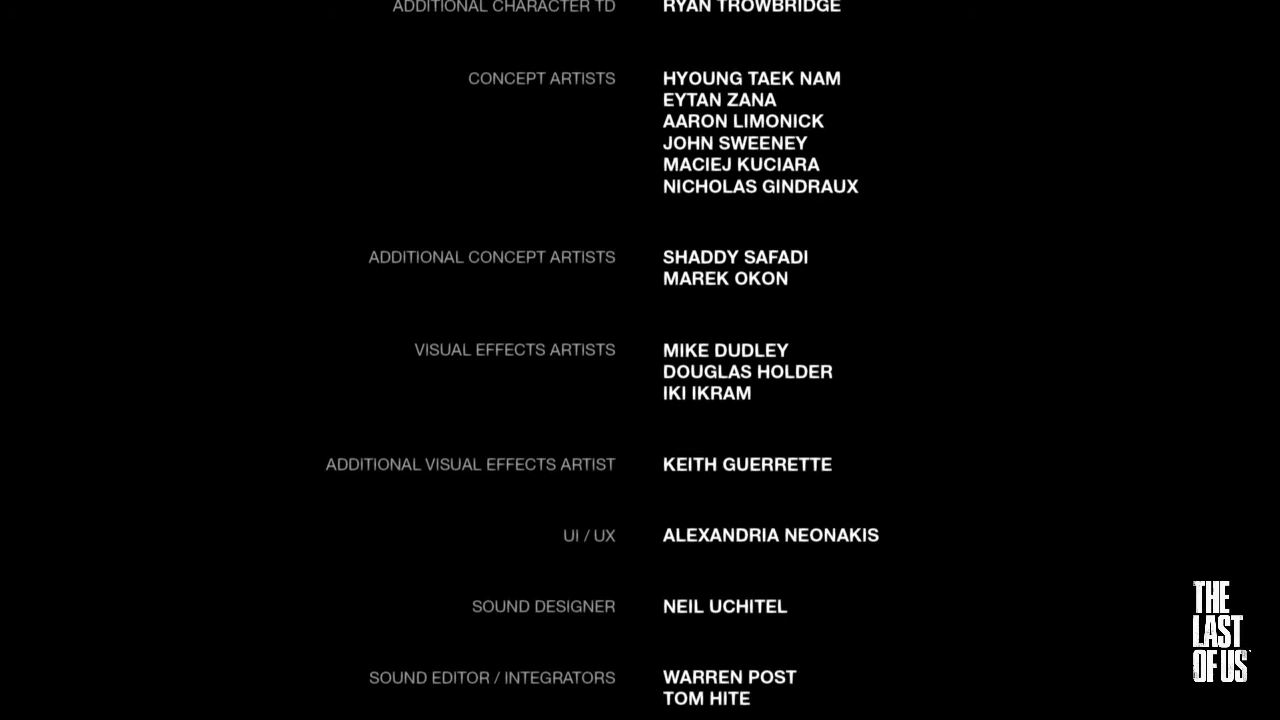 ADDITIONAL CHARACTER TD RYAN TROWBRIDGE
CONCEPT ARTISTS HYOUNG TAEK NAM
EYTAN ZANA
AARON LIMONICK
JOHN SWEENEY
MACIEJ KUCIARA
NICHOLAS GINDRAUX
ADDITIONAL CONCEPT ARTISTS SHADDY SAFADI
MAREK OKON
VISUAL EFFECTS ARTISTS MIKE DUDLEY
DOUGLAS HOLDER
IKI IKRAM
ADDITIONAL VISUAL EFFECTS ARTIST KEITH GUERRETTE
UI / UX ALEXANDRIA NEONAKIS
SOUND DESIGNER NEIL UCHITEL
SOUND EDITOR / INTEGRATORS WARREN POST
TOM HITE
THE
LAST
OF US